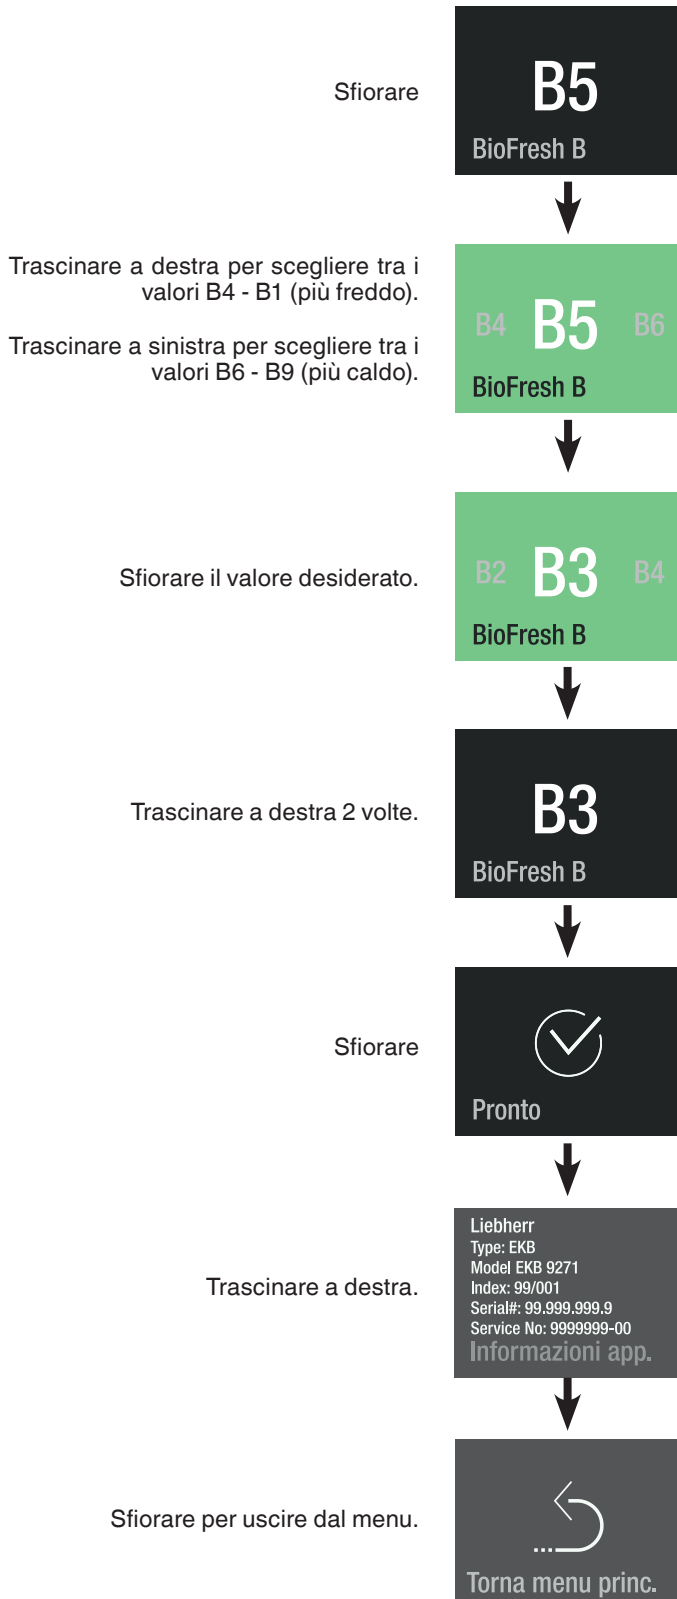 Sfiorare
B5
BioFresh B
Trascinare a destra per scegliere tra i
valori B4 - B1 (più freddo).
Trascinare a sinistra per scegliere tra i
valori B6 - B9 (più caldo).
B4 B5 B6
BioFresh B
Sfiorare il valore desiderato.
B2 B3 B4
BioFresh B
Trascinare a destra 2 volte.
B3
BioFresh B
Sfiorare
Pronto
Trascinare a destra.
Liebherr
Type: EKB
Model EKB 9271
Index: 99/001
Serial#: 99.999.999.9
Service No: 9999999-00
Informazioni app.
Sfiorare per uscire dal menu.
Torna menu princ.